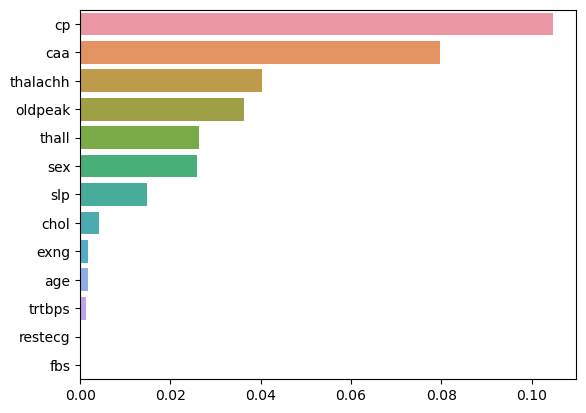 cp
caa
thalachh
oldpeak
thall
sex
slp
chol
exng
age
trtbps
restecg
fbs
0.00 0.02 0.04 0.06 0.08 0.10